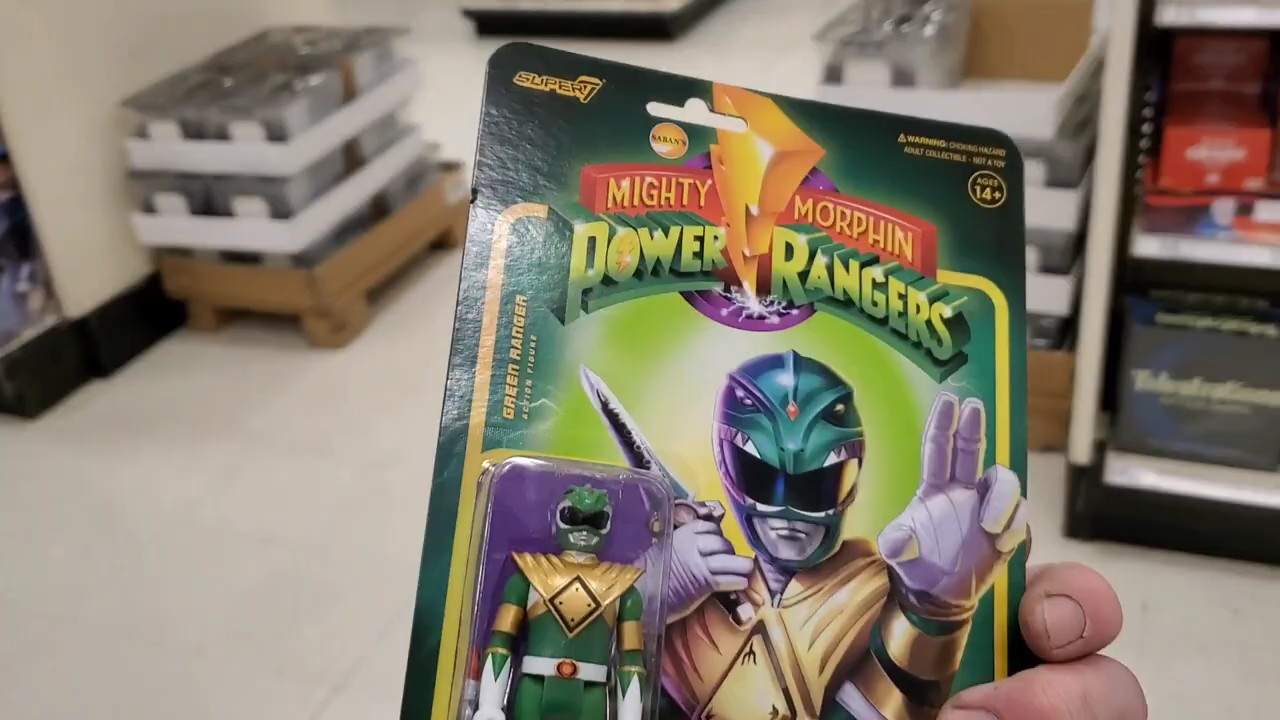 SUPER7
SABAN'S
WARNING: CHOKING HAZARD
ADULT COLLECTIBLE - NOT A TOY
AGES
14+
MIGHTY MORPHIN
POWER RANGERS
GREEN RANGER
ACTION FIGURE